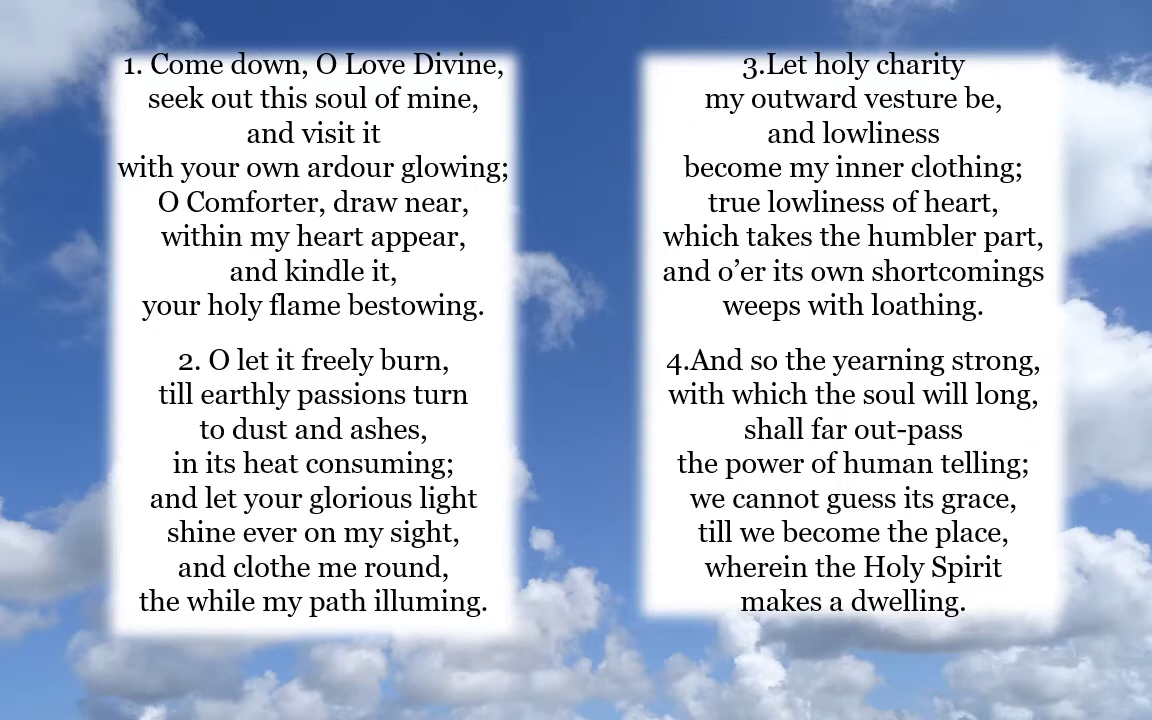 1. Come down, O Love Divine,
seek out this soul of mine,
and visit it
with your own ardour glowing;
O Comforter, draw near,
within my heart appear,
and kindle it,
your holy flame bestowing.
2. O let it freely burn,
till earthly passions turn
to dust and ashes,
in its heat consuming;
and let your glorious light
shine ever on my sight,
and clothe me round,
the while my path illuming.
3.Let holy charity
my outward vesture be,
and lowliness
become my inner clothing;
true lowliness of heart,
which takes the humbler part,
and o’er its own shortcomings
weeps with loathing.
4.And so the yearning strong,
with which the soul will long,
shall far out-pass
the power of human telling;
we cannot guess its grace,
till we become the place,
wherein the Holy Spirit
makes a dwelling.